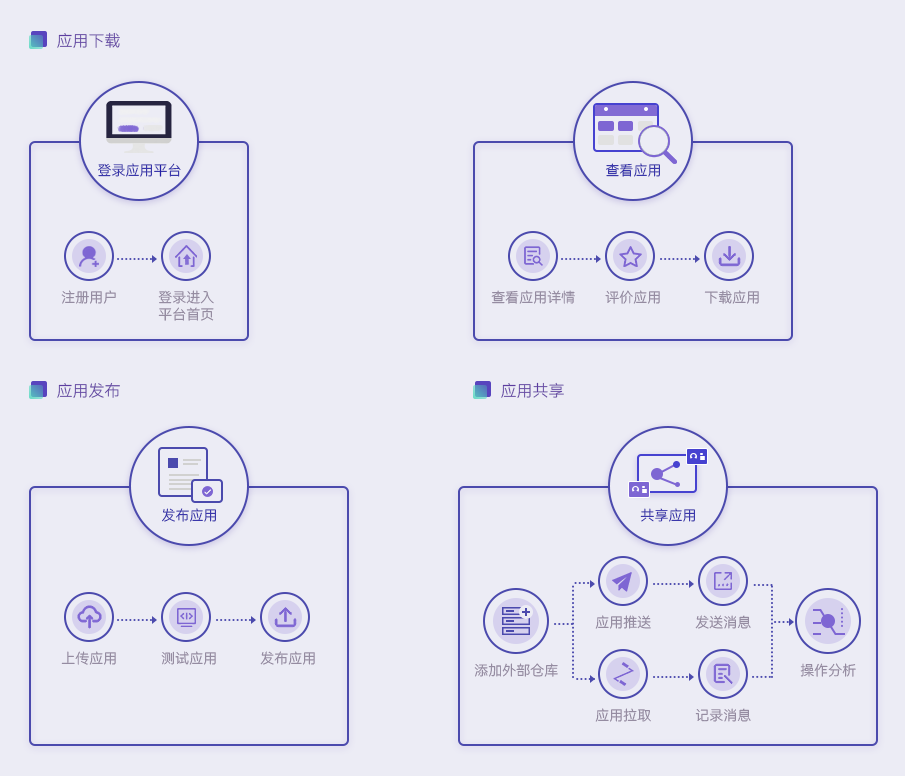 应用下载
登录应用平台
注册用户
登录进入
平台首页
查看应用
查看应用详情
评价应用
下载应用
应用发布
发布应用
上传应用
测试应用
发布应用
应用共享
共享应用
添加外部仓库
应用推送
发送消息
应用拉取
记录消息
操作分析